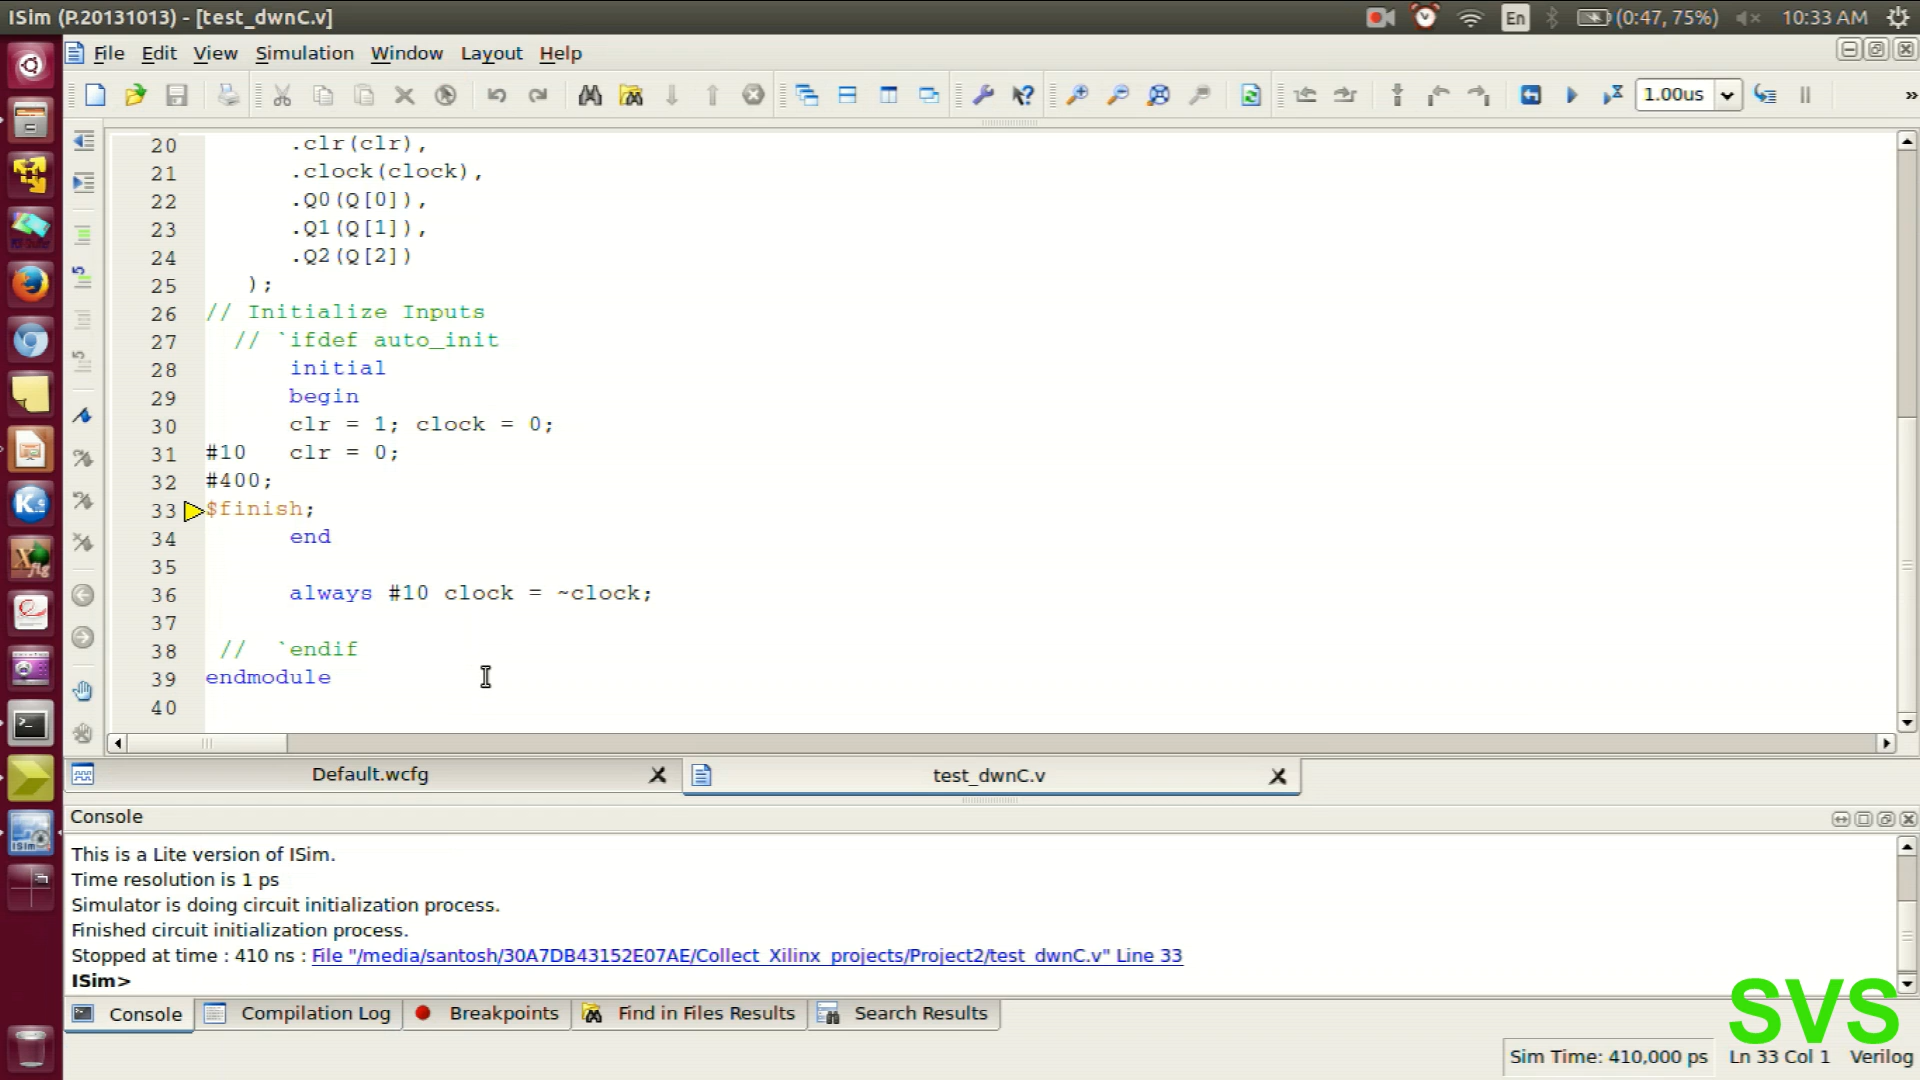 ISim (P.20131013) - [test_dwnC.v]
En
(0:47, 75%)
10:33 AM
File Edit View Simulation Window Layout Help
1.00us
»
20 .clr(clr),
21 .clock(clock),
22 .Q0(Q[0]),
23 .Q1(Q[1]),
24 .Q2(Q[2])
25 );
26 // Initialize Inputs
27 // `ifdef auto_init
28 initial
29 begin
30 clr = 1; clock = 0;
31 #10 clr = 0;
32 #400;
33 $finish;
34 end
35
36 always #10 clock = ~clock;
37
38 // `endif
39 endmodule
40
Default.wcfg
test_dwnC.v
Console
This is a Lite version of ISim.
Time resolution is 1 ps
Simulator is doing circuit initialization process.
Finished circuit initialization process.
Stopped at time : 410 ns : File "/media/santosh/30A7DB43152E07AE/Collect_Xilinx_projects/Project2/test_dwnC.v" Line 33
ISim>
Console Compilation Log Breakpoints Find in Files Results Search Results
SVS
Sim Time: 410,000 ps Ln 33 Col 1 Verilog